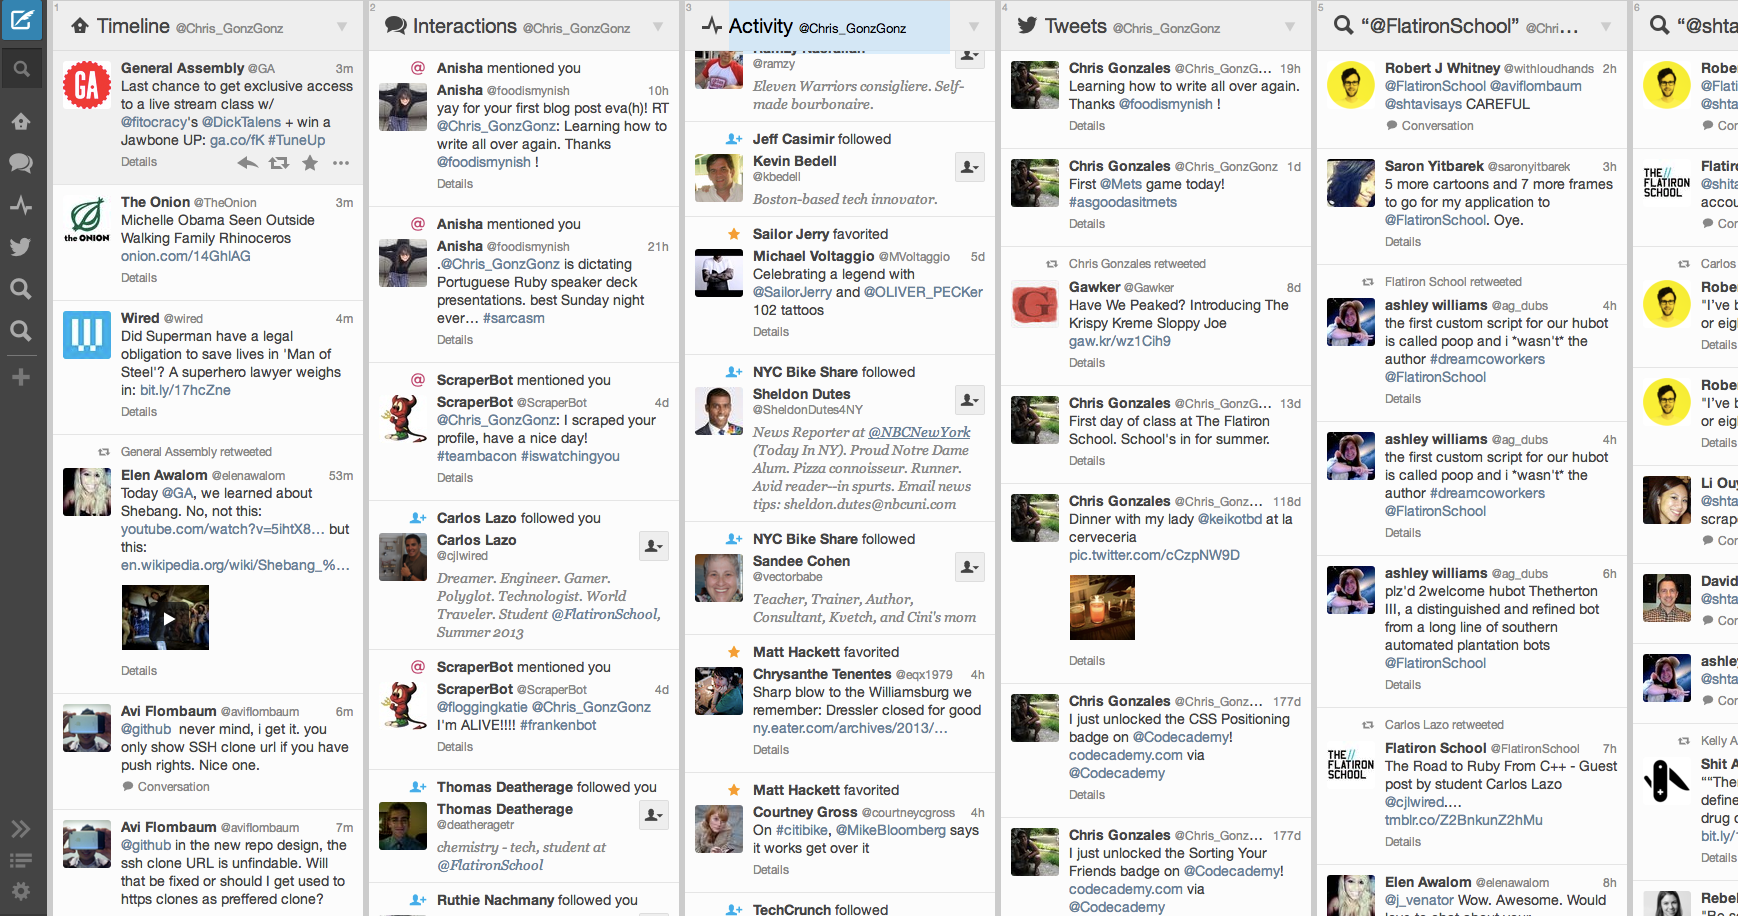 1
Timeline @Chris_GonzGonz
GA
General Assembly @GA 3m
Last chance to get exclusive access
to a live stream class w/
@fitocracy's @DickTalens + win a
Jawbone UP: ga.co/fK #TuneUp
Details
The Onion @TheOnion 3m
the ONION
Michelle Obama Seen Outside
Walking Family Rhinoceros
onion.com/14GhlAG
Details
Wired @wired 4m
Did Superman have a legal
obligation to save lives in 'Man of
Steel'? A superhero lawyer weighs
in: bit.ly/17hcZne
Details
General Assembly retweeted
Elen Awalom @elenawalom 53m
Today @GA, we learned about
Shebang. No, not this:
youtube.com/watch?v=5ihtX8... but
this:
en.wikipedia.org/wiki/Shebang_%...
Details
Avi Flombaum @aviflombaum 6m
@github never mind, i get it. you
only show SSH clone url if you have
push rights. Nice one.
Conversation
Avi Flombaum @aviflombaum 7m
@github in the new repo design, the
ssh clone URL is unfindable. Will
that be fixed or should I get used to
https clones as preffered clone?
2
Interactions @Chris_GonzGonz
@ Anisha mentioned you
Anisha @foodismynish 10h
yay for your first blog post eva(h)! RT
@Chris_GonzGonz: Learning how to
write all over again. Thanks
@foodismynish !
Details
@ Anisha mentioned you
Anisha @foodismynish 21h
.@Chris_GonzGonz is dictating
Portuguese Ruby speaker deck
presentations. best Sunday night
ever... #sarcasm
Details
@ ScraperBot mentioned you
ScraperBot @ScraperBot 4d
@Chris_GonzGonz: I scraped your
profile, have a nice day!
#teambacon #iswatchingyou
Details
Carlos Lazo followed you
Carlos Lazo
@cjlwired
Dreamer. Engineer. Gamer.
Polyglot. Technologist. World
Traveler. Student @FlatironSchool,
Summer 2013
@ ScraperBot mentioned you
ScraperBot @ScraperBot 4d
@floggingkatie @Chris_GonzGonz
I'm ALIVE!!!! #frankenbot
Details
Thomas Deatherage followed you
Thomas Deatherage
@deatheragetr
chemistry - tech, student at
@FlatironSchool
Ruthie Nachmany followed you
3
Activity @Chris_GonzGonz
@ramzy
Eleven Warriors consigliere. Self-
made bourbonaire.
Jeff Casimir followed
Kevin Bedell
@kbedell
Boston-based tech innovator.
Sailor Jerry favorited
Michael Voltaggio @MVoltaggio 5d
Celebrating a legend with
@SailorJerry and @OLIVER_PECKer
102 tattoos
Details
NYC Bike Share followed
Sheldon Dutes
@SheldonDutes4NY
News Reporter at @NBCNewYork
(Today In NY). Proud Notre Dame
Alum. Pizza connoisseur. Runner.
Avid reader--in spurts. Email news
tips: sheldon.dutes@nbcuni.com
NYC Bike Share followed
Sandee Cohen
@vectorbabe
Teacher, Trainer, Author,
Consultant, Kvetch, and Cini's mom
Matt Hackett favorited
Chrysanthe Tenentes @eqx1979 4h
Sharp blow to the Williamsburg we
remember: Dressler closed for good
ny.eater.com/archives/2013/...
Details
Matt Hackett favorited
Courtney Gross @courtneycgross 4h
On #citibike, @MikeBloomberg says
it works get over it
Details
TechCrunch followed
4
Tweets @Chris_GonzGonz
Chris Gonzales @Chris_GonzG... 19h
Learning how to write all over again.
Thanks @foodismynish !
Details
Chris Gonzales @Chris_GonzGonz 1d
First @Mets game today!
#asgoodasitmets
Details
Chris Gonzales retweeted
G
Gawker @Gawker 8d
Have We Peaked? Introducing The
Krispy Kreme Sloppy Joe
gaw.kr/wz1Cih9
Details
Chris Gonzales @Chris_GonzG... 13d
First day of class at The Flatiron
School. School's in for summer.
Details
Chris Gonzales @Chris_Gonz... 118d
Dinner with my lady @keikotbd at la
cerveceria
pic.twitter.com/cCzpNW9D
Details
Chris Gonzales @Chris_Gonz... 177d
I just unlocked the CSS Positioning
badge on @Codecademy!
codecademy.com via
@Codecademy
Details
Chris Gonzales @Chris_Gonz... 177d
I just unlocked the Sorting Your
Friends badge on @Codecademy!
codecademy.com via
@Codecademy
5
"@FlatironSchool" @Chri...
Robert J Whitney @withloudhands 2h
@FlatironSchool @aviflombaum
@shtavisays CAREFUL
Conversation
Saron Yitbarek @saronyitbarek 3h
5 more cartoons and 7 more frames
to go for my application to
@FlatironSchool. Oye.
Details
Flatiron School retweeted
ashley williams @ag_dubs 4h
the first custom script for our hubot
is called poop and i *wasn't* the
author #dreamcoworkers
@FlatironSchool
Details
ashley williams @ag_dubs 4h
the first custom script for our hubot
is called poop and i *wasn't* the
author #dreamcoworkers
@FlatironSchool
Details
ashley williams @ag_dubs 6h
plz'd 2welcome hubot Thetherton
III, a distinguished and refined bot
from a long line of southern
automated plantation bots
@FlatironSchool
Details
Carlos Lazo retweeted
THE//
FLATIRON
SCHOOL
Flatiron School @FlatironSchool 7h
The Road to Ruby From C++ - Guest
post by student Carlos Lazo
@cjlwired....
tmblr.co/Z2BnkunZ2hMu
Details
Elen Awalom @elenawalom 8h
@j_venator Wow. Awesome. Would
6
"@shta
Rober
@Flati
@shta
Con
THE//
FLATIRON
SCHOOL
Flatiro
@shita
accou
Con
Carlos
Rober
"I've b
or eig
Details
Rober
"I've b
or eig
Details
Li Ouy
@shta
scrap
Con
David
@shta
Con
ashley
@shta
Con
Kelly A
Shit A
""Ther
define
drug c
bit.ly/
Details
Rebel